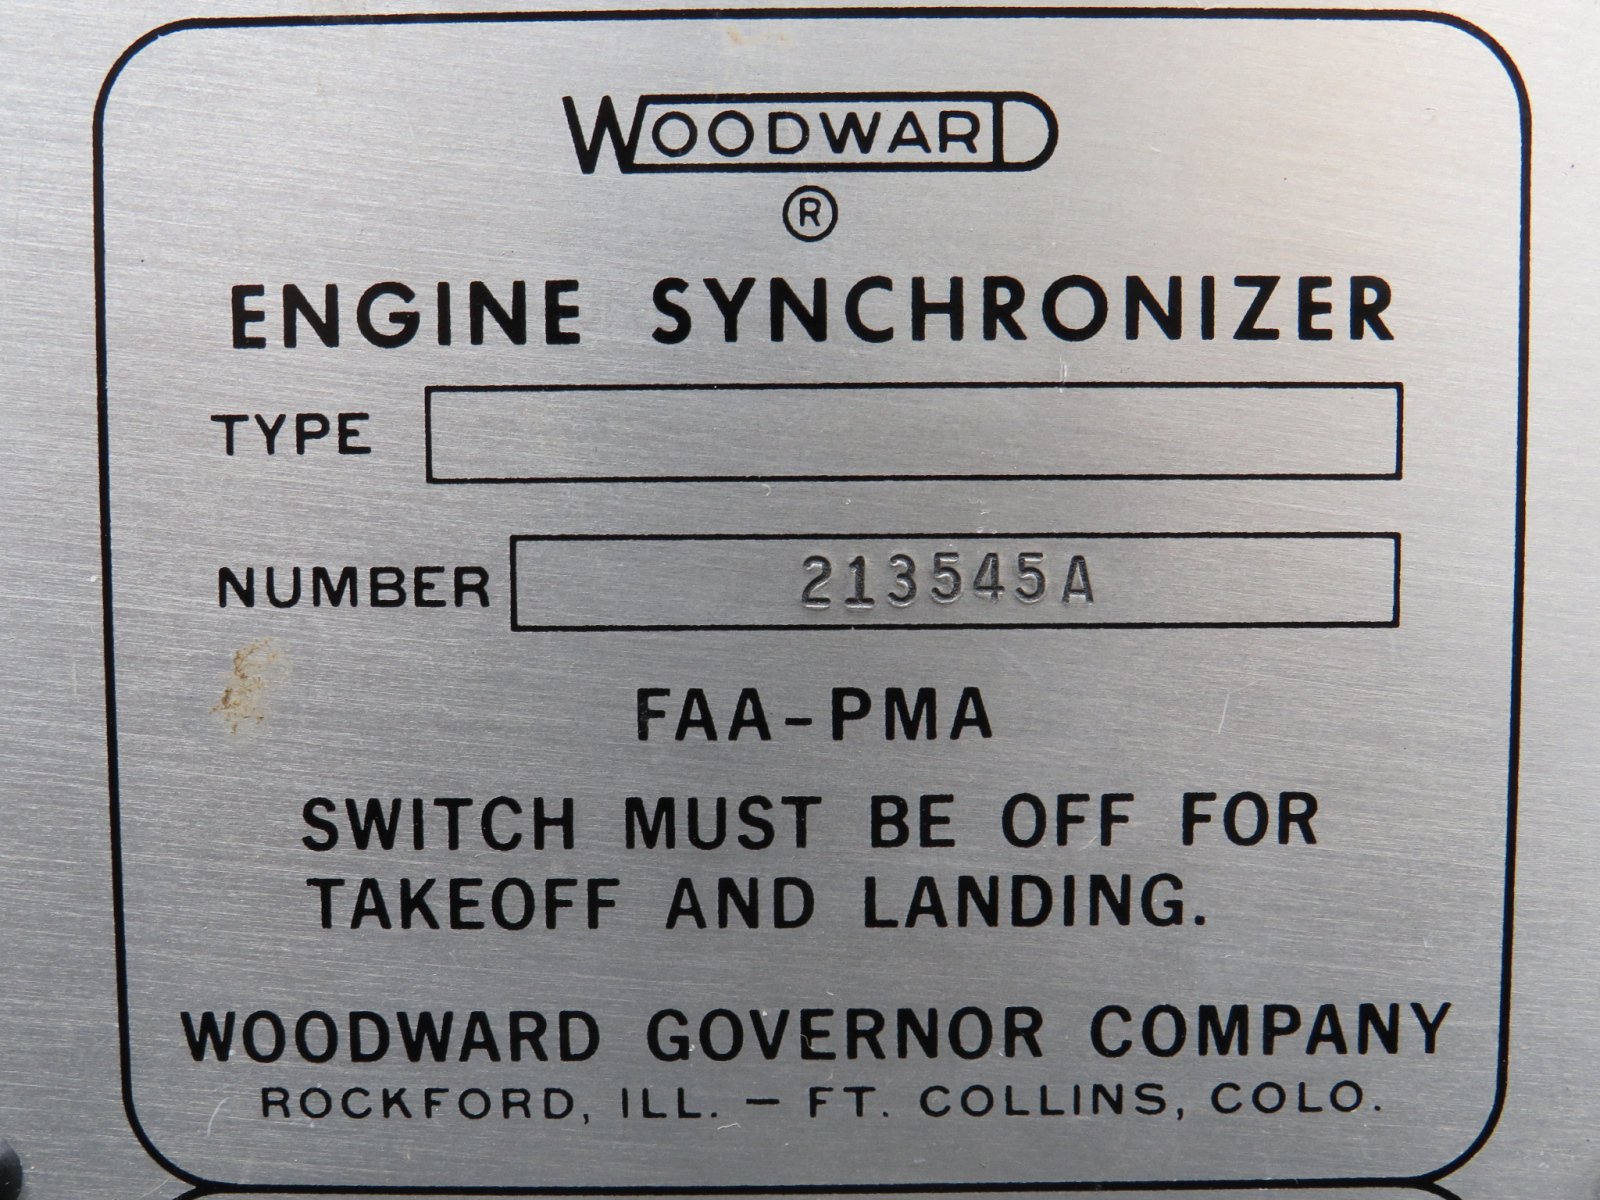 WOODWARD
®
ENGINE SYNCHRONIZER
TYPE
NUMBER 213545A
FAA-PMA
SWITCH MUST BE OFF FOR
TAKEOFF AND LANDING.
WOODWARD GOVERNOR COMPANY
ROCKFORD, ILL. — FT. COLLINS, COLO.